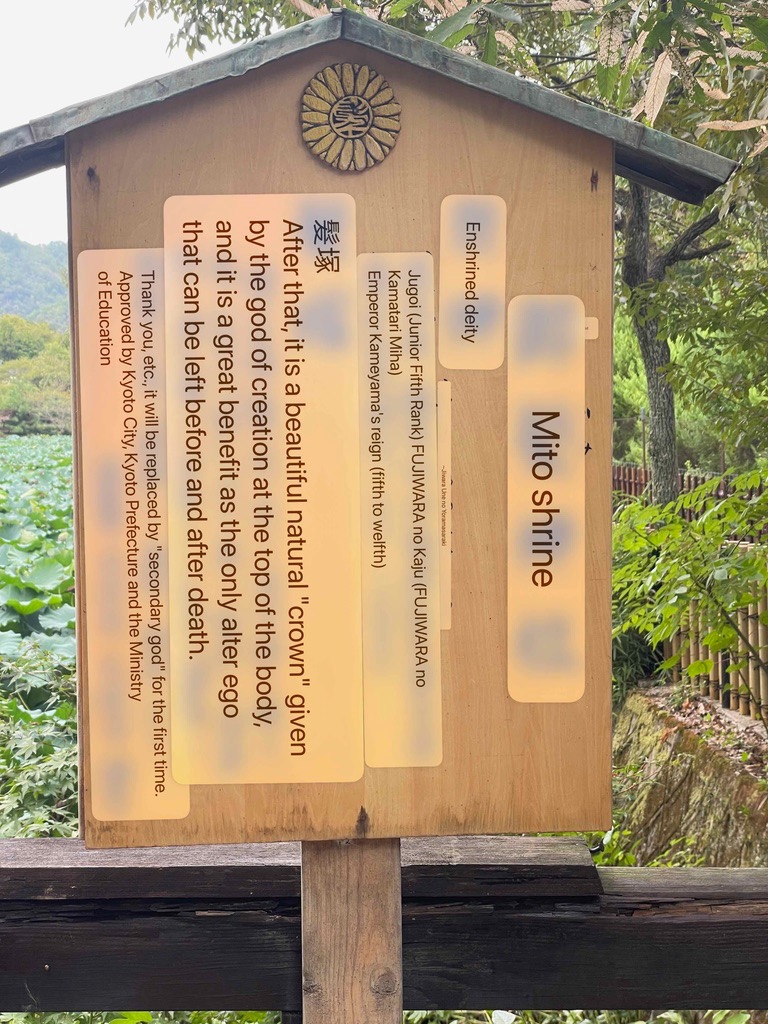 Mito shrine
Enshrined deity
-Jiwara Une no Yoramasaraki
Jugoi (Junior Fifth Rank) FUJIWARA no Kaju (FUJIWARA no
Kamatari Miha)
Emperor Kameyama's reign (fifth to welfth)
髪塚
After that, it is a beautiful natural "crown" given
by the god of creation at the top of the body,
and it is a great benefit as the only alter ego
that can be left before and after death.
Thank you, etc., it will be replaced by "secondary god" for the first time.
Approved by Kyoto City, Kyoto Prefecture and the Ministry
of Education